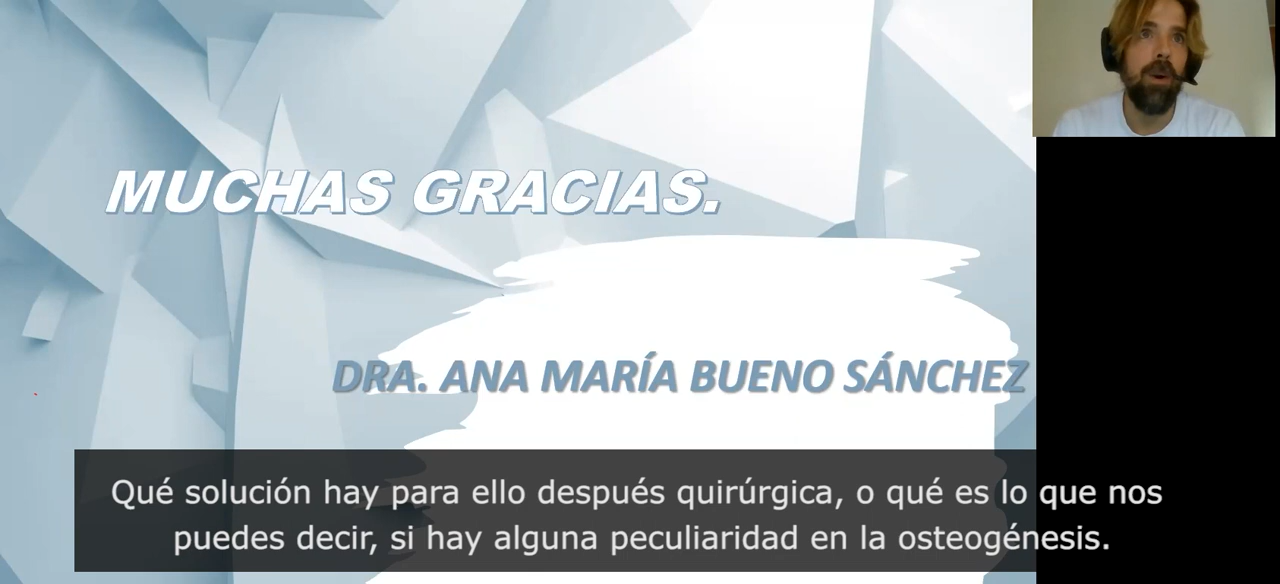 MUCHAS GRACIAS.
DRA. ANA MARÍA BUENO SÁNCHEZ
Qué solución hay para ello después quirúrgica, o qué es lo que nos
puedes decir, si hay alguna peculiaridad en la osteogénesis.